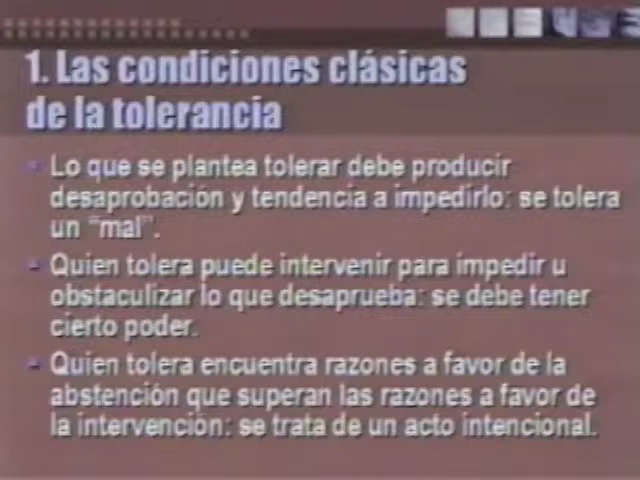 1. Las condiciones clásicas
de la tolerancia
Lo que se plantea tolerar debe producir
desaprobación y tendencia a impedirlo: se tolera
un "mal".
Quien tolera puede intervenir para impedir u
obstaculizar lo que desaprueba: se debe tener
cierto poder.
Quien tolera encuentra razones a favor de la
abstención que superan las razones a favor de
la intervención: se trata de un acto intencional.